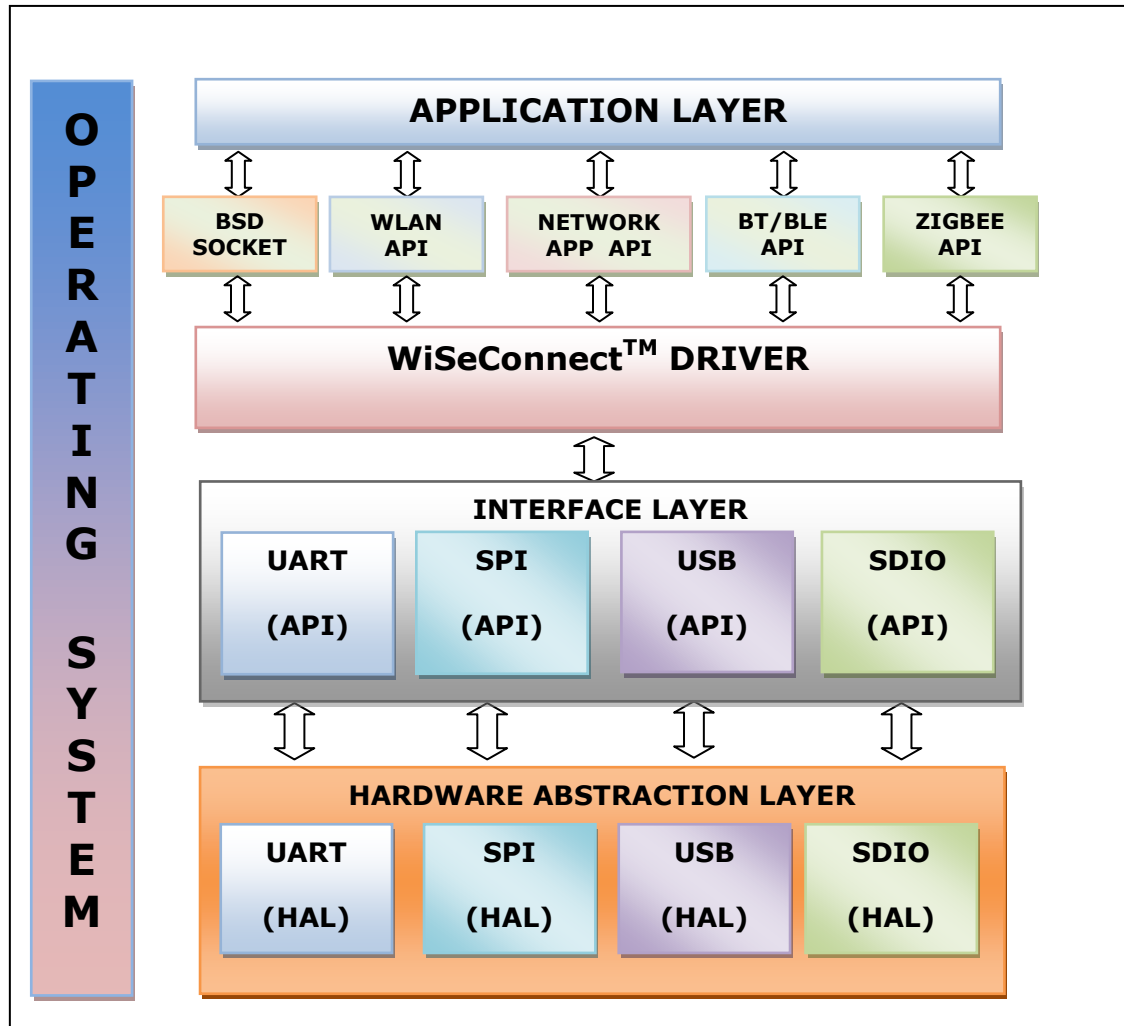 OPERATING SYSTEM
APPLICATION LAYER
BSD
SOCKET
WLAN
API
NETWORK
APP API
BT/BLE
API
ZIGBEE
API
WiSeConnect™ DRIVER
INTERFACE LAYER
UART
(API)
SPI
(API)
USB
(API)
SDIO
(API)
HARDWARE ABSTRACTION LAYER
UART
(HAL)
SPI
(HAL)
USB
(HAL)
SDIO
(HAL)